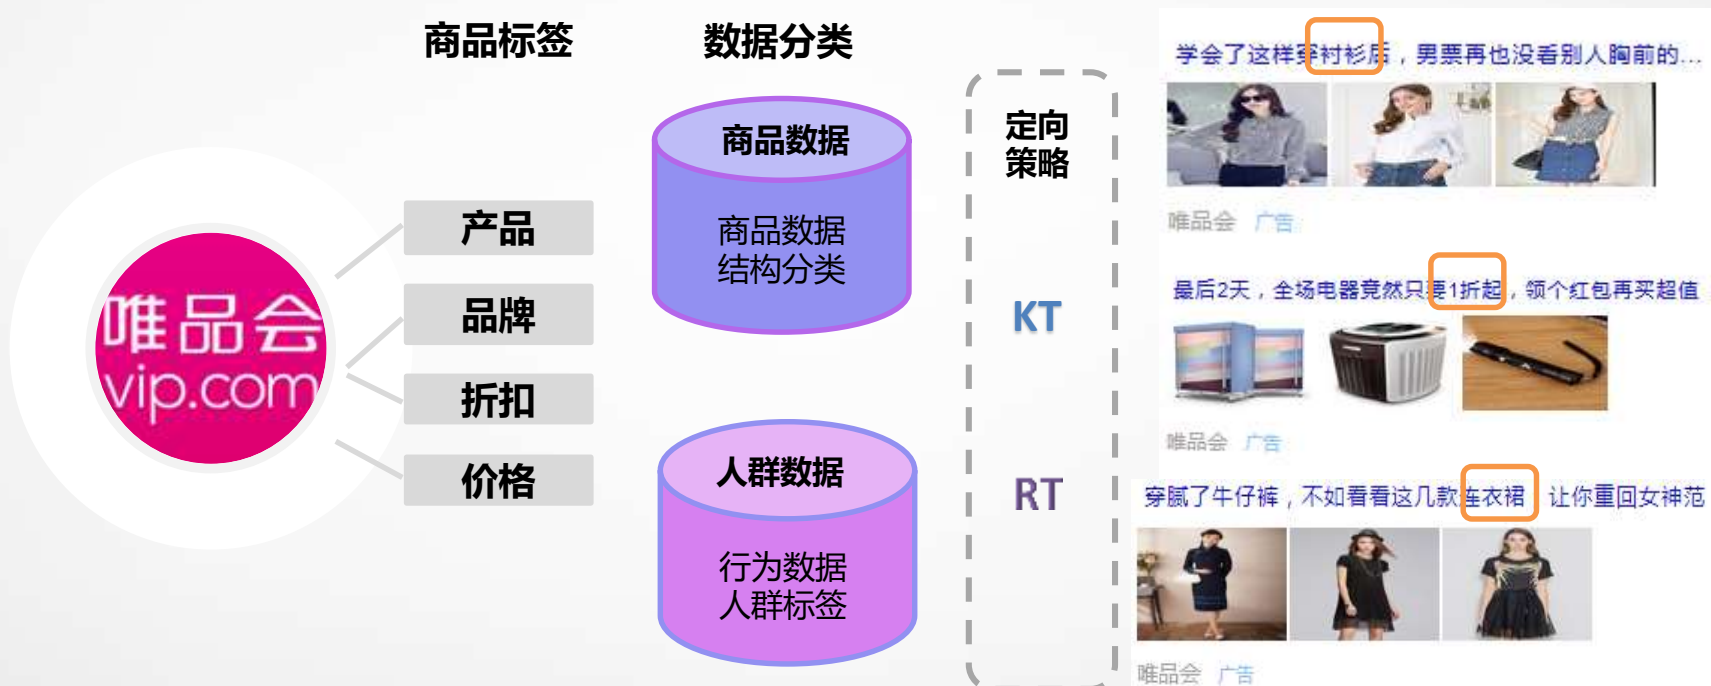 商品标签
数据分类
唯品会
vip.com
产品
品牌
折扣
价格
商品数据
商品数据
结构分类
人群数据
行为数据
人群标签
定向
策略
KT
RT
学会了这样穿衬衫后，男票再也没看别人胸前的...
唯品会 广告
最后2天，全场电器竟然只要1折起，领个红包再买超值
唯品会 广告
穿腻了牛仔裤，不如看看这几款连衣裙 让你重回女神范
唯品会 广告